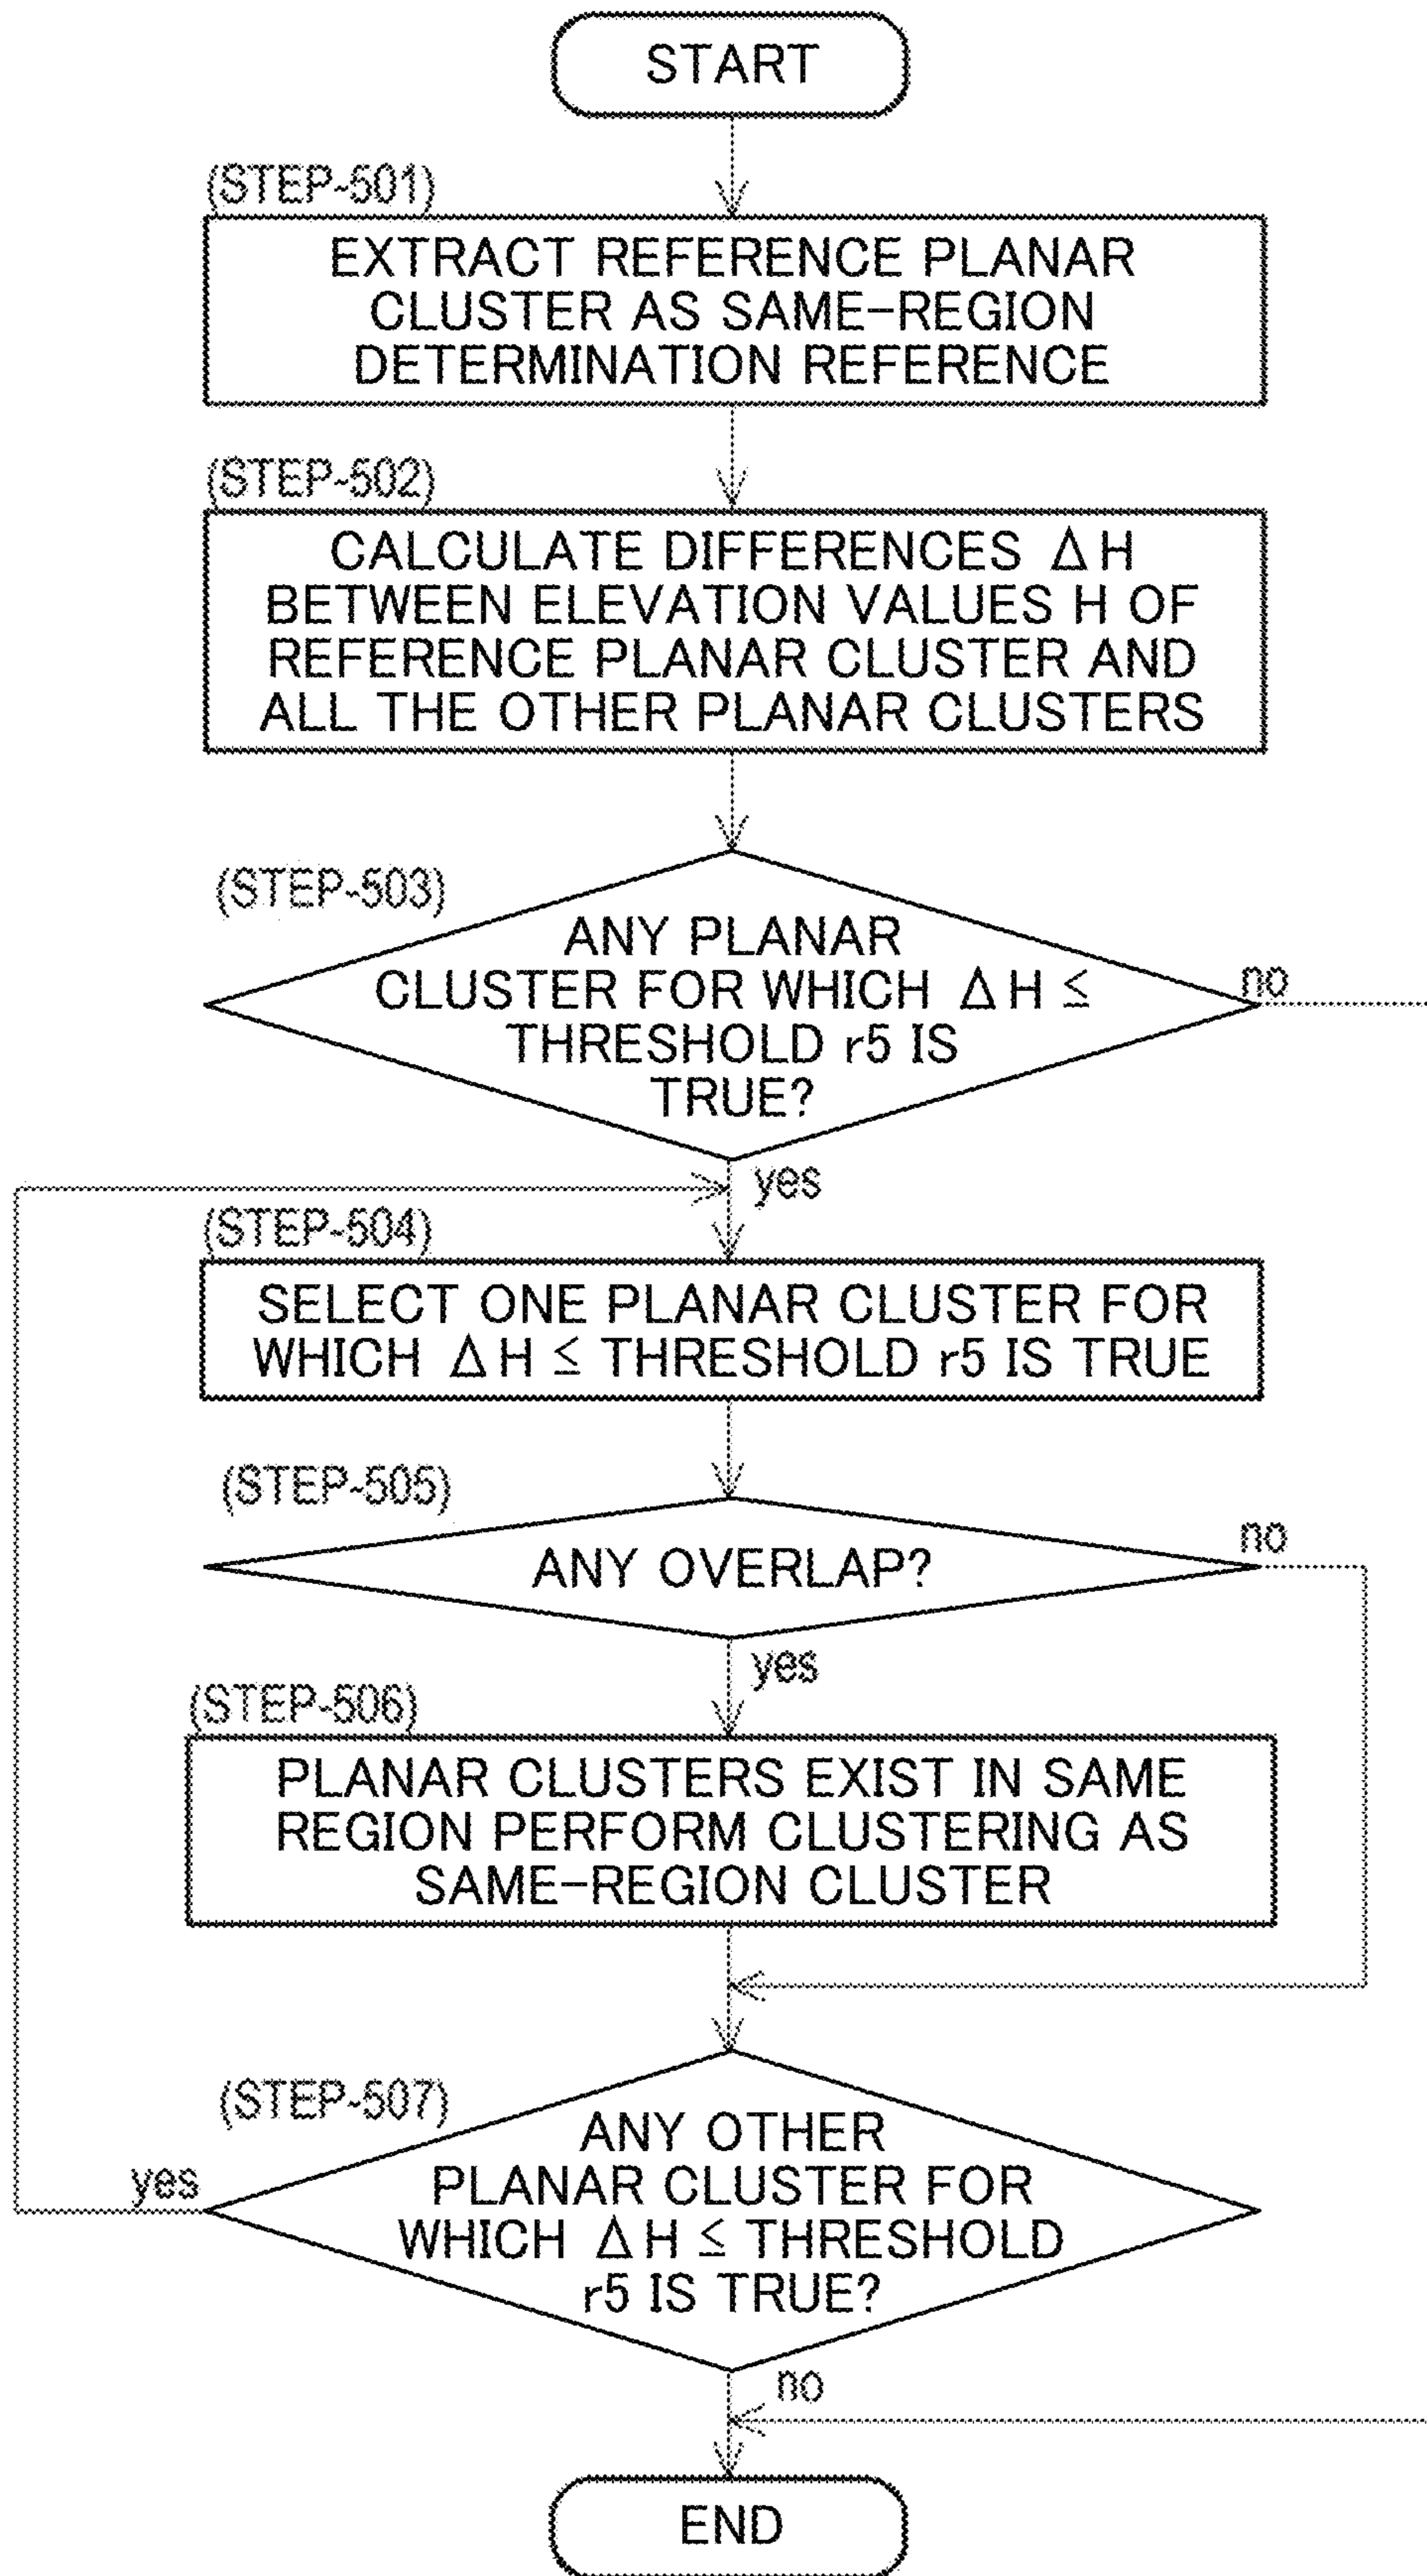 START
(STEP-501)
EXTRACT REFERENCE PLANAR
CLUSTER AS SAME-REGION
DETERMINATION REFERENCE
(STEP-502)
CALCULATE DIFFERENCES ΔH
BETWEEN ELEVATION VALUES H OF
REFERENCE PLANAR CLUSTER AND
ALL THE OTHER PLANAR CLUSTERS
(STEP-503)
ANY PLANAR
CLUSTER FOR WHICH ΔH ≦
THRESHOLD r5 IS
TRUE?
no
yes
(STEP-504)
SELECT ONE PLANAR CLUSTER FOR
WHICH ΔH ≦ THRESHOLD r5 IS TRUE
(STEP-505)
ANY OVERLAP?
no
yes
(STEP-506)
PLANAR CLUSTERS EXIST IN SAME
REGION PERFORM CLUSTERING AS
SAME-REGION CLUSTER
(STEP-507)
ANY OTHER
PLANAR CLUSTER FOR
WHICH ΔH ≦ THRESHOLD
r5 IS TRUE?
yes
no
END